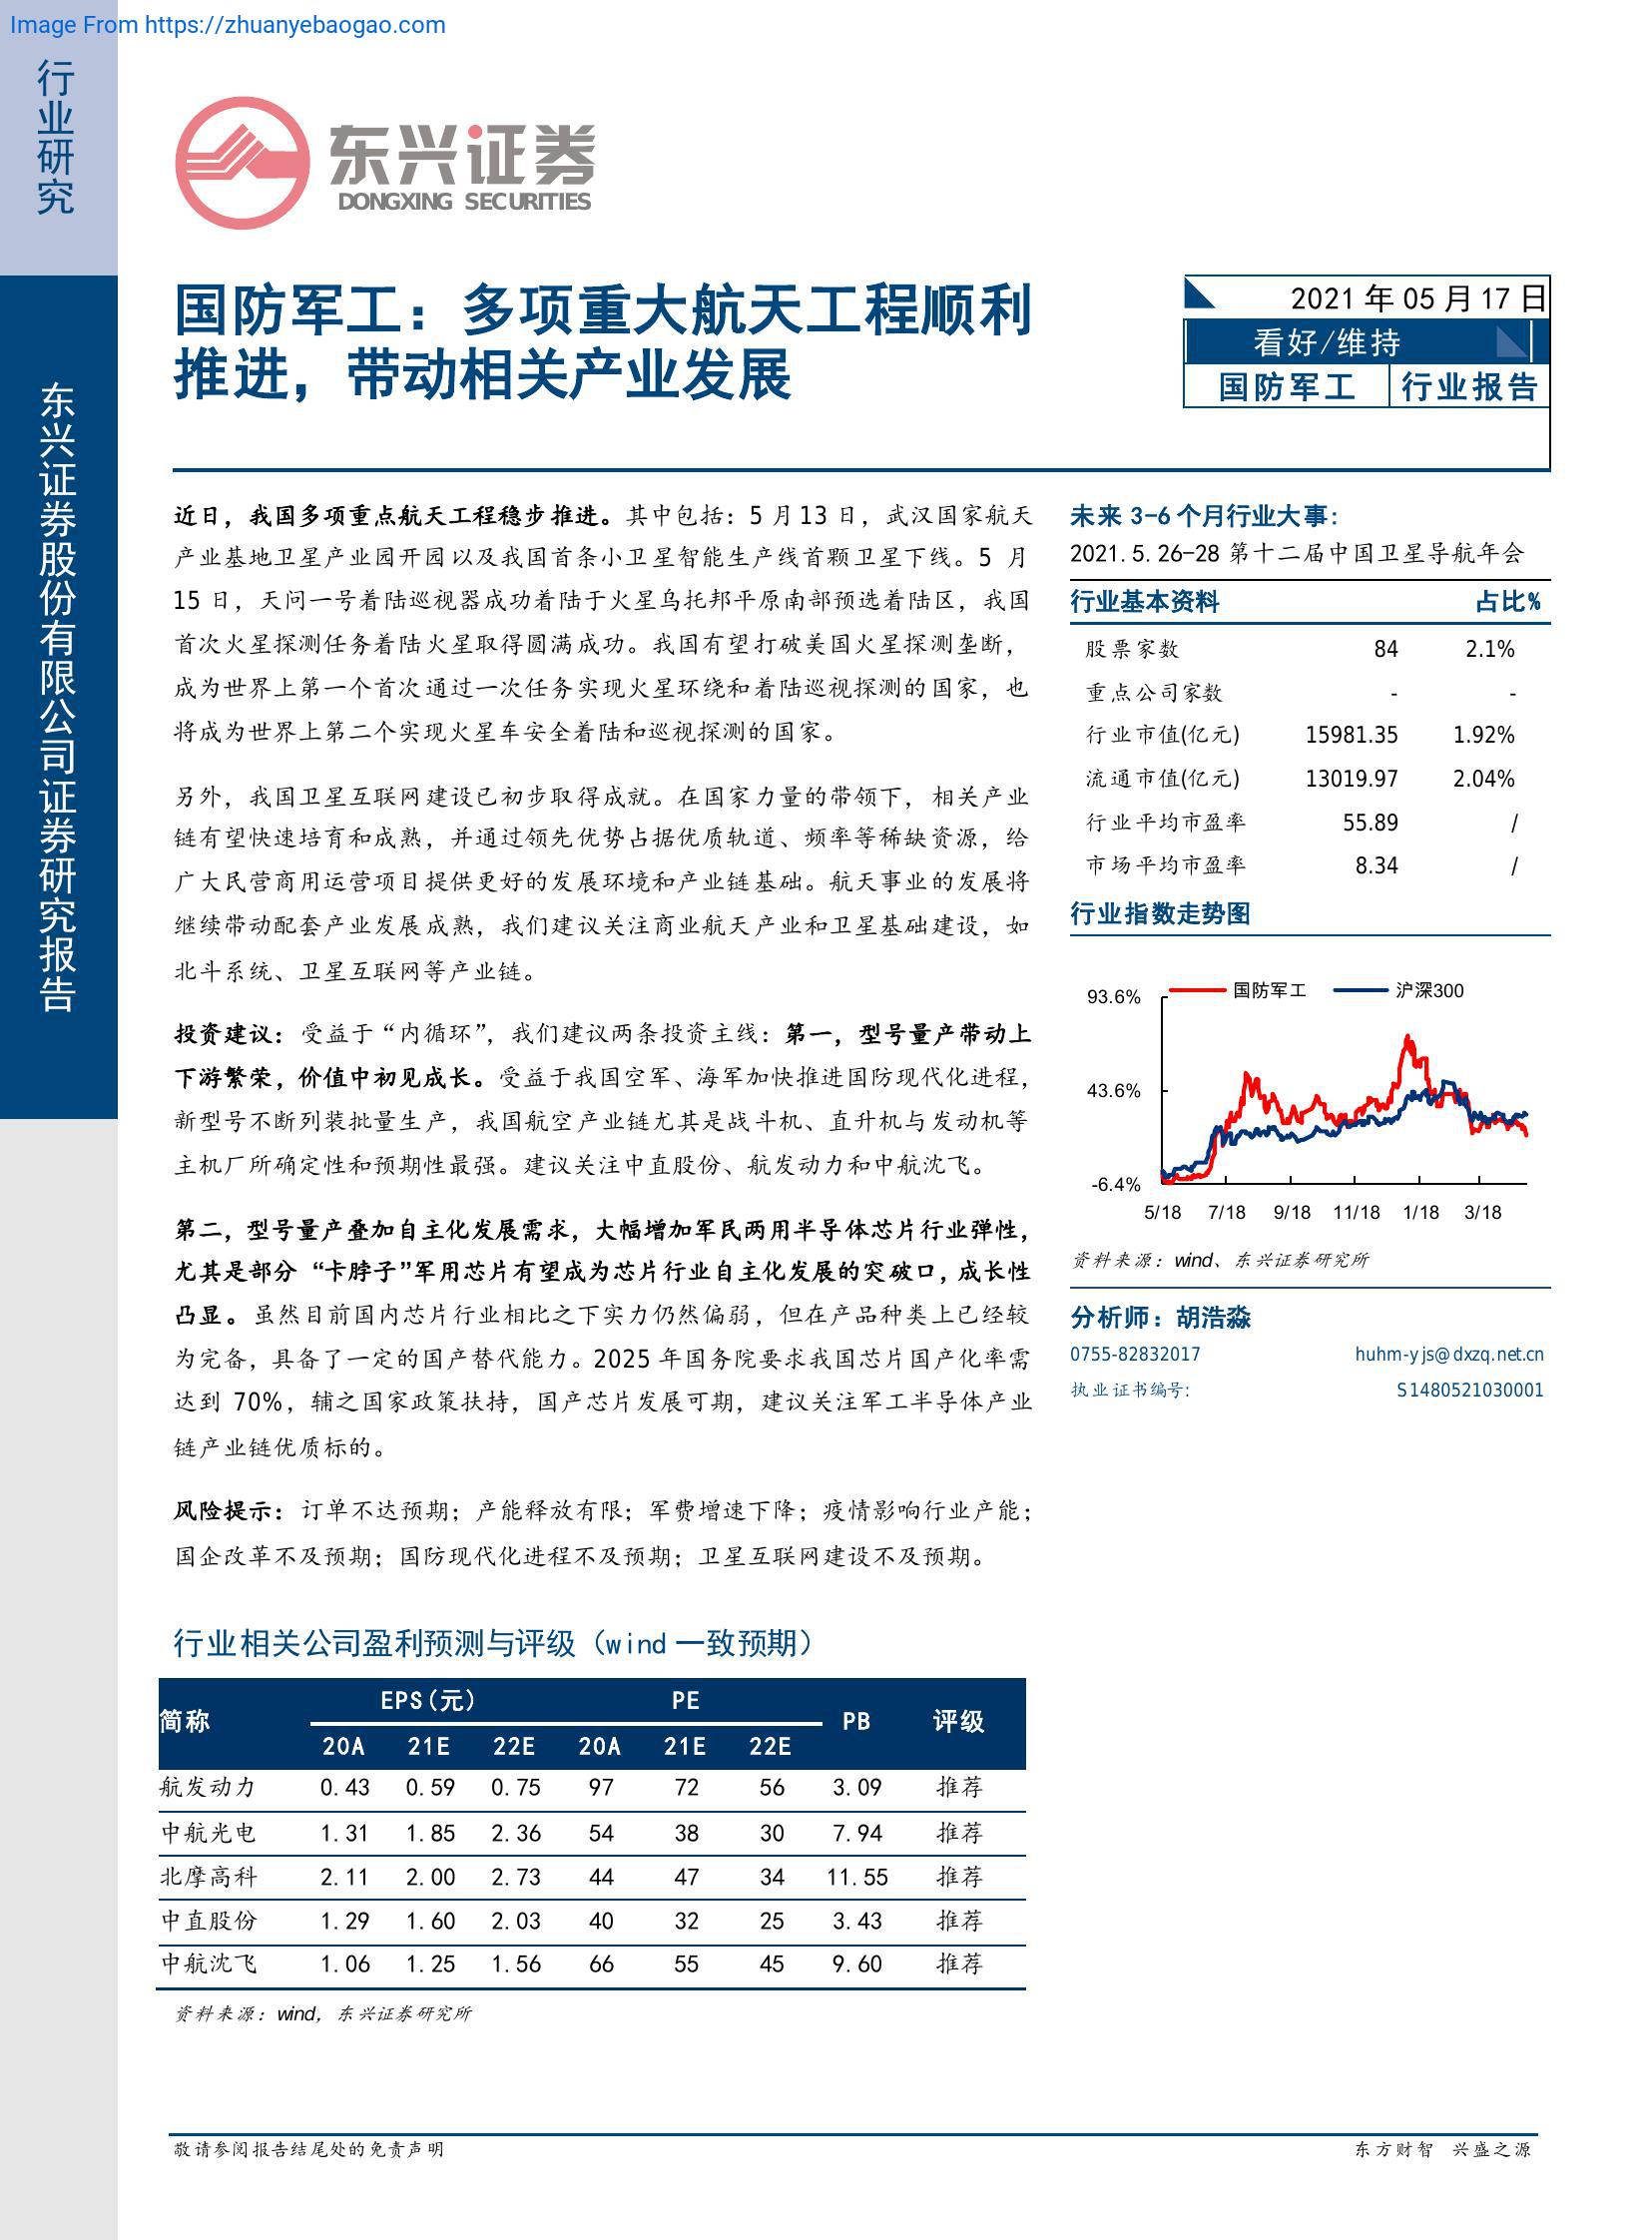 Image From https://zhuanyebaogao.com
行业研究
东兴证券股份有限公司证券研究报告
东兴证券
DONGXING SECURITIES
国防军工：多项重大航天工程顺利
推进，带动相关产业发展
2021 年 05 月 17 日
看好/维持
国防军工 行业报告
近日，我国多项重点航天工程稳步推进。其中包括：5 月 13 日，武汉国家航天
产业基地卫星产业园开园以及我国首条小卫星智能生产线首颗卫星下线。5 月
15 日，天问一号着陆巡视器成功着陆于火星乌托邦平原南部预选着陆区，我国
首次火星探测任务着陆火星取得圆满成功。我国有望打破美国火星探测垄断，
成为世界上第一个首次通过一次任务实现火星环绕和着陆巡视探测的国家，也
将成为世界上第二个实现火星车安全着陆和巡视探测的国家。
另外，我国卫星互联网建设已初步取得成就。在国家力量的带领下，相关产业
链有望快速培育和成熟，并通过领先优势占据优质轨道、频率等稀缺资源，给
广大民营商用运营项目提供更好的发展环境和产业链基础。航天事业的发展将
继续带动配套产业发展成熟，我们建议关注商业航天产业和卫星基础建设，如
北斗系统、卫星互联网等产业链。
投资建议：受益于“内循环”，我们建议两条投资主线：第一，型号量产带动上
下游繁荣，价值中初见成长。受益于我国空军、海军加快推进国防现代化进程，
新型号不断列装批量生产，我国航空产业链尤其是战斗机、直升机与发动机等
主机厂所确定性和预期性最强。建议关注中直股份、航发动力和中航沈飞。
第二，型号量产叠加自主化发展需求，大幅增加军民两用半导体芯片行业弹性，
尤其是部分“卡脖子”军用芯片有望成为芯片行业自主化发展的突破口，成长性
凸显。虽然目前国内芯片行业相比之下实力仍然偏弱，但在产品种类上已经较
为完备，具备了一定的国产替代能力。2025 年国务院要求我国芯片国产化率需
达到 70%，辅之国家政策扶持，国产芯片发展可期，建议关注军工半导体产业
链产业链优质标的。
风险提示：订单不达预期；产能释放有限；军费增速下降；疫情影响行业产能；
国企改革不及预期；国防现代化进程不及预期；卫星互联网建设不及预期。
未来 3-6 个月行业大事：
2021.5.26-28 第十二届中国卫星导航年会
行业基本资料 占比%
股票家数 84 2.1%
重点公司家数 - -
行业市值(亿元) 15981.35 1.92%
流通市值(亿元) 13019.97 2.04%
行业平均市盈率 55.89 /
市场平均市盈率 8.34 /
行业指数走势图
国防军工 沪深300
93.6%
43.6%
-6.4%
5/18 7/18 9/18 11/18 1/18 3/18
资料来源：wind、东兴证券研究所
分析师：胡浩淼
0755-82832017 huhm-yjs@dxzq.net.cn
执业证书编号: S1480521030001
行业相关公司盈利预测与评级（wind 一致预期）
简称 EPS(元) PE PB 评级
20A 21E 22E 20A 21E 22E
航发动力 0.43 0.59 0.75 97 72 56 3.09 推荐
中航光电 1.31 1.85 2.36 54 38 30 7.94 推荐
北摩高科 2.11 2.00 2.73 44 47 34 11.55 推荐
中直股份 1.29 1.60 2.03 40 32 25 3.43 推荐
中航沈飞 1.06 1.25 1.56 66 55 45 9.60 推荐
资料来源：wind，东兴证券研究所
敬请参阅报告结尾处的免责声明
东方财智 兴盛之源